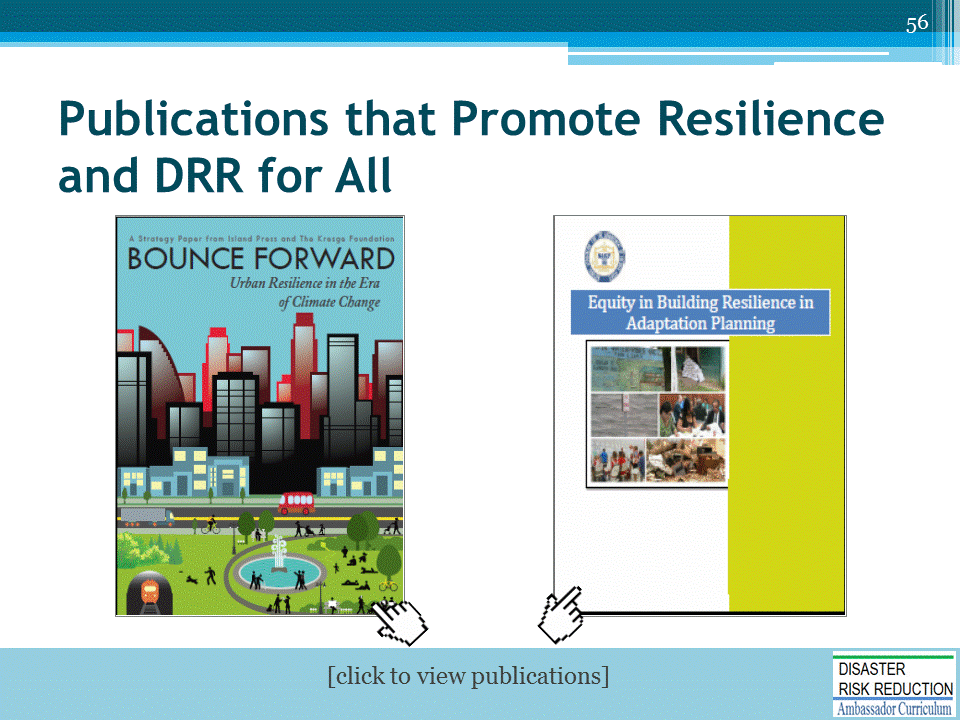 56
Publications that Promote Resilience
and DRR for All
A Strategy Paper from Island Press and The Kresge Foundation
BOUNCE FORWARD
Urban Resilience in the Era
of Climate Change
Equity in Building Resilience in
Adaptation Planning
[click to view publications]
DISASTER
RISK REDUCTION
Ambassador Curriculum